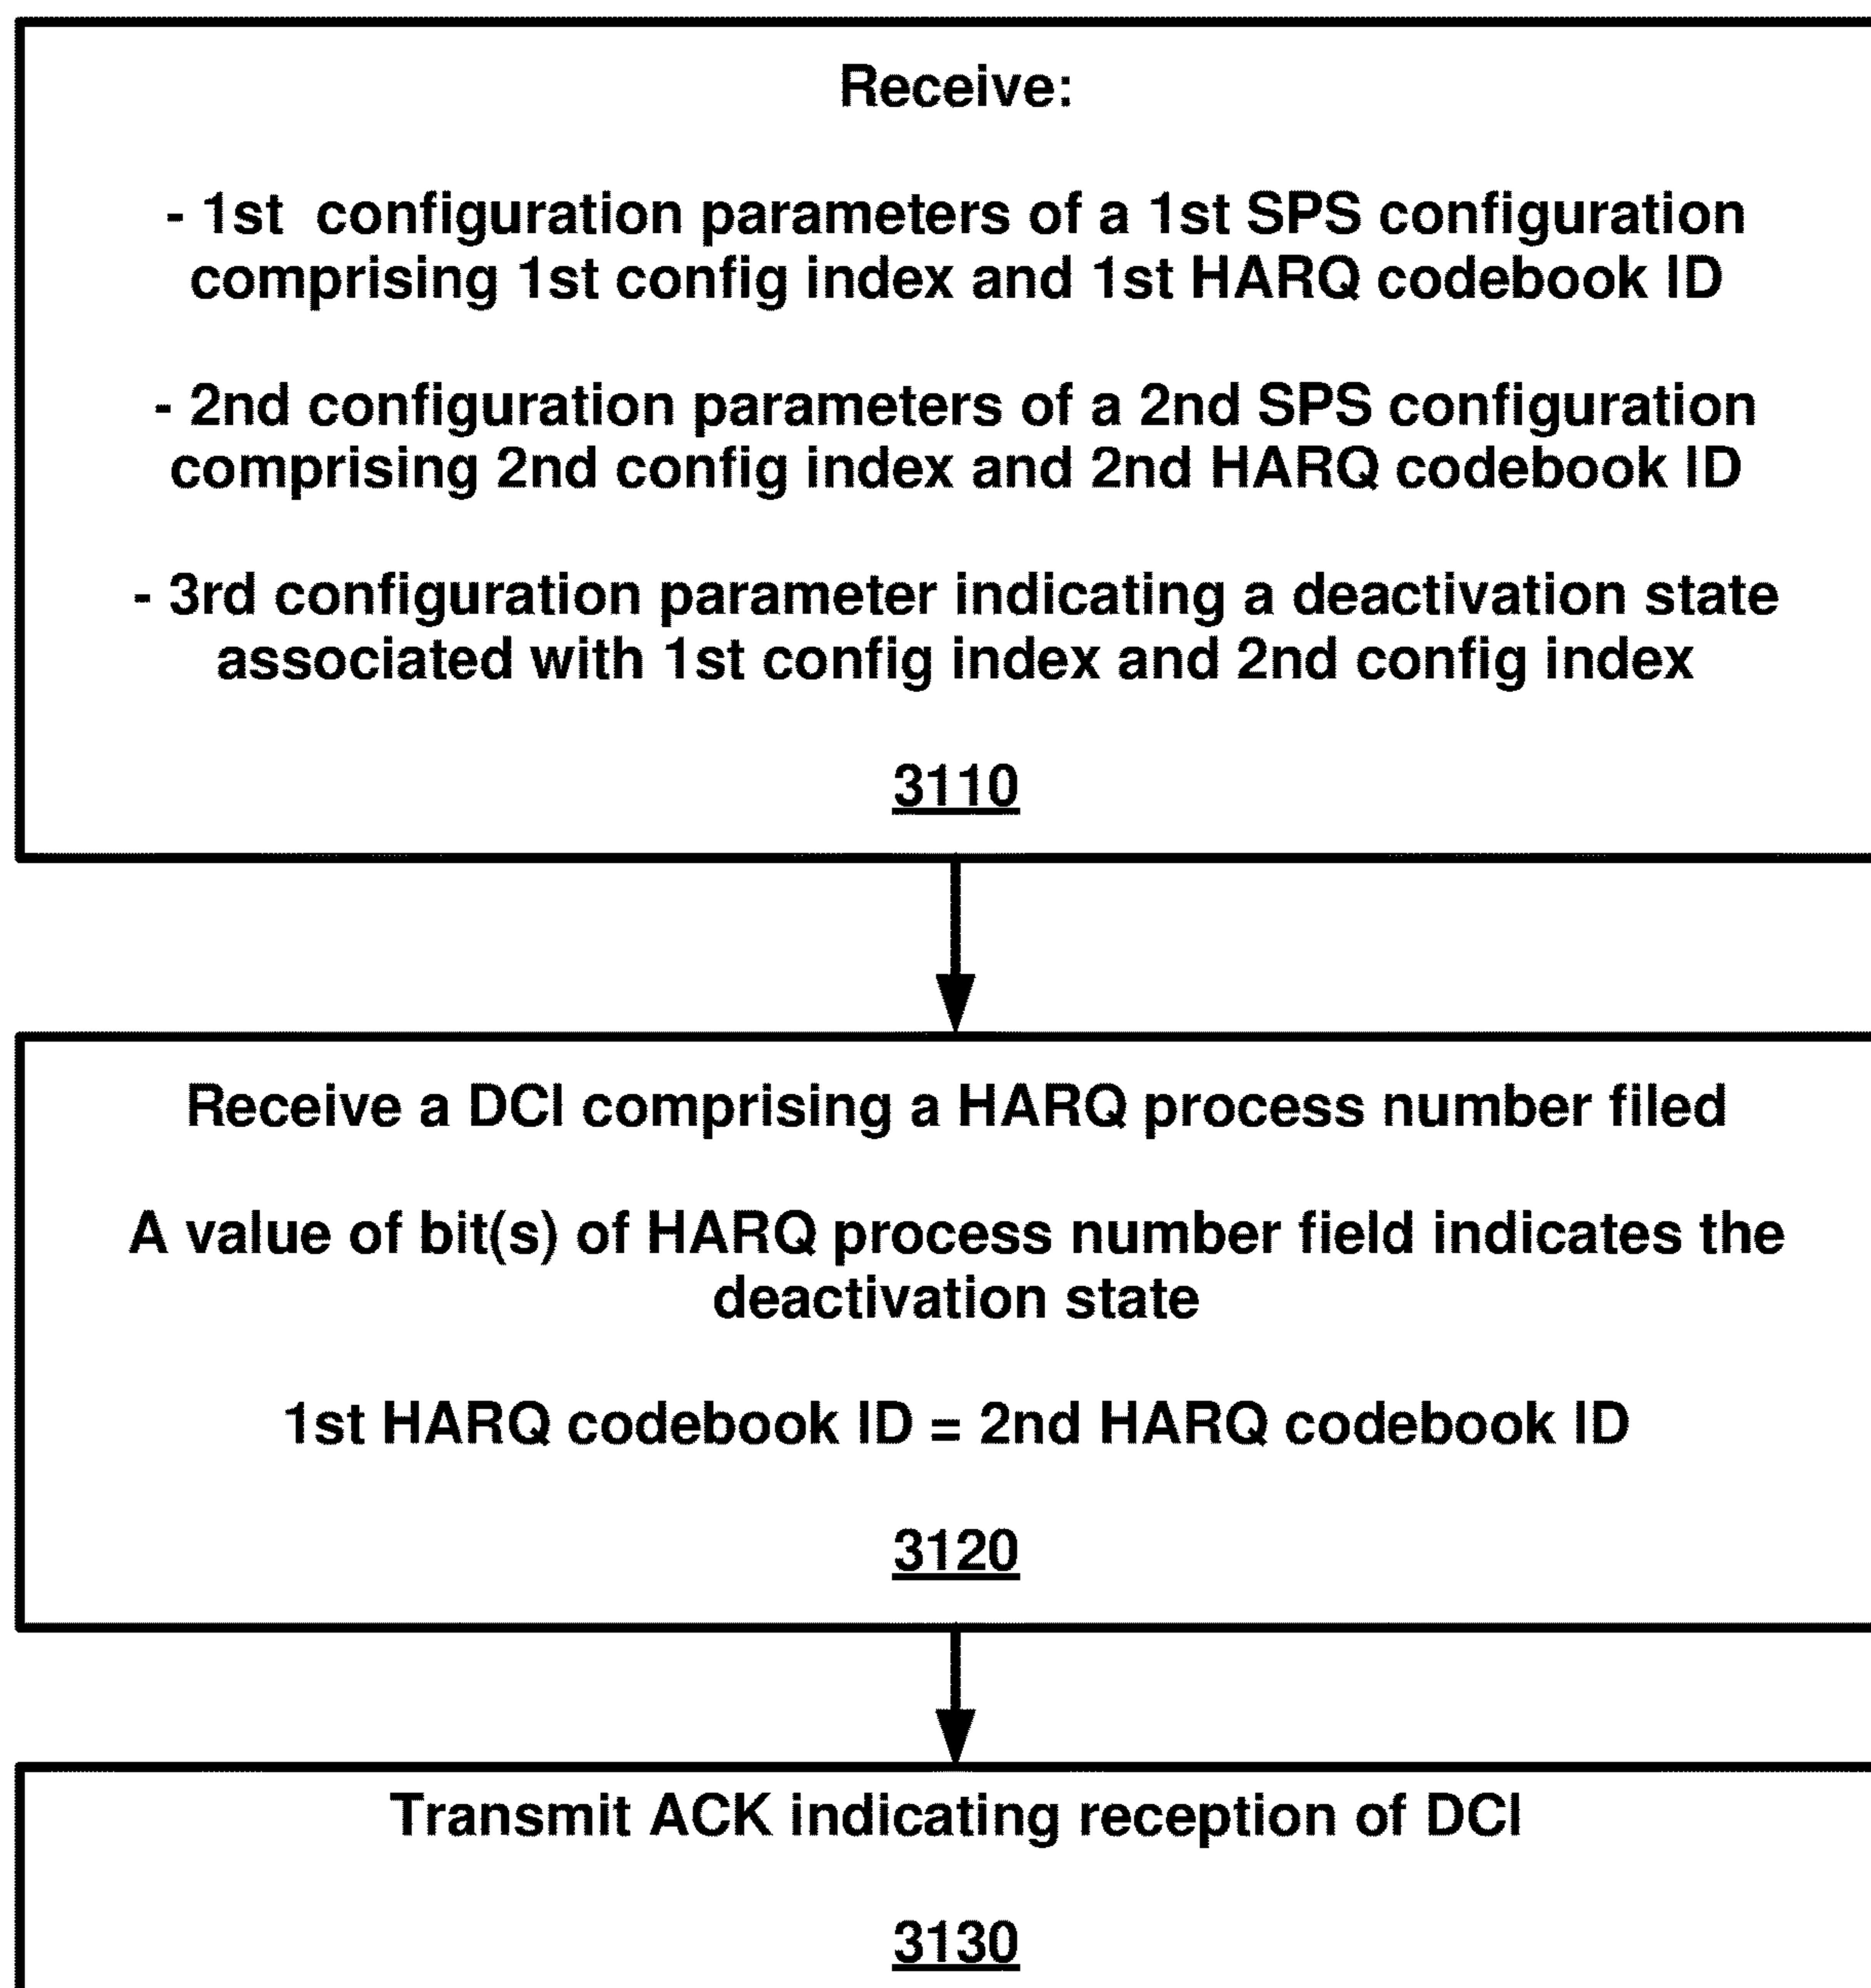 Receive:
- 1st  configuration parameters of a 1st SPS configuration
comprising 1st config index and 1st HARQ codebook ID
- 2nd configuration parameters of a 2nd SPS configuration
comprising 2nd config index and 2nd HARQ codebook ID
- 3rd configuration parameter indicating a deactivation state
associated with 1st config index and 2nd config index
3110
Receive a DCI comprising a HARQ process number filed
A value of bit(s) of HARQ process number field indicates the
deactivation state
1st HARQ codebook ID = 2nd HARQ codebook ID
3120
Transmit ACK indicating reception of DCI
3130